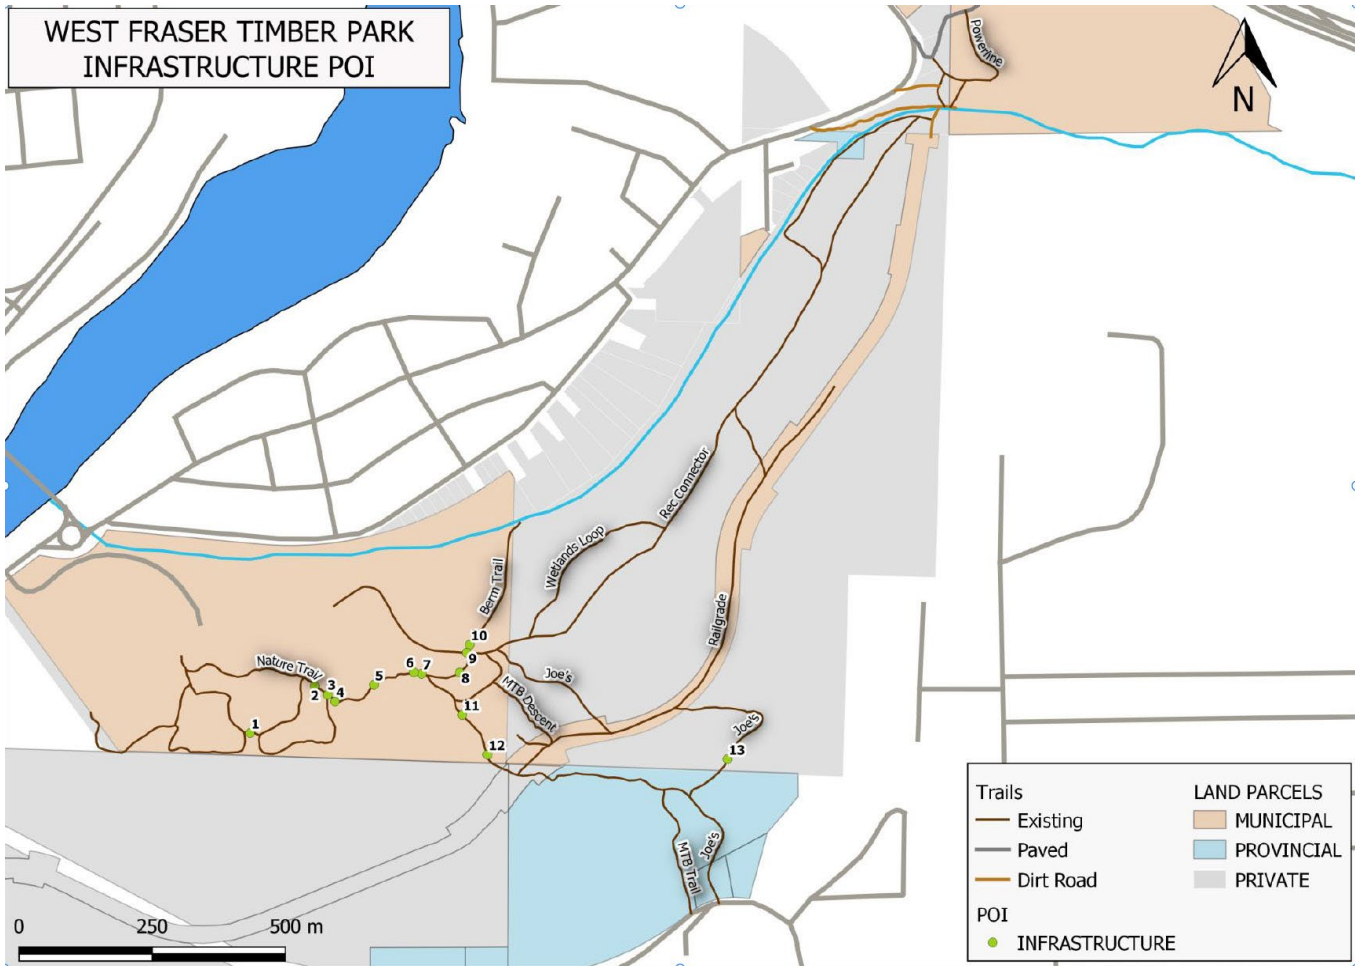 WEST FRASER TIMBER PARK
INFRASTRUCTURE POI
Powerline
N
Rec Connector
Wetlands Loop
Berm Trail
Railgrade
10
9
Nature Trail
6
7
8
5
3
2
4
Joe's
MTB Descent
11
1
Joe's
12
13
MTB Trail
Joe's
Trails
Existing
Paved
Dirt Road
POI
INFRASTRUCTURE
LAND PARCELS
MUNICIPAL
PROVINCIAL
PRIVATE
0 250 500 m